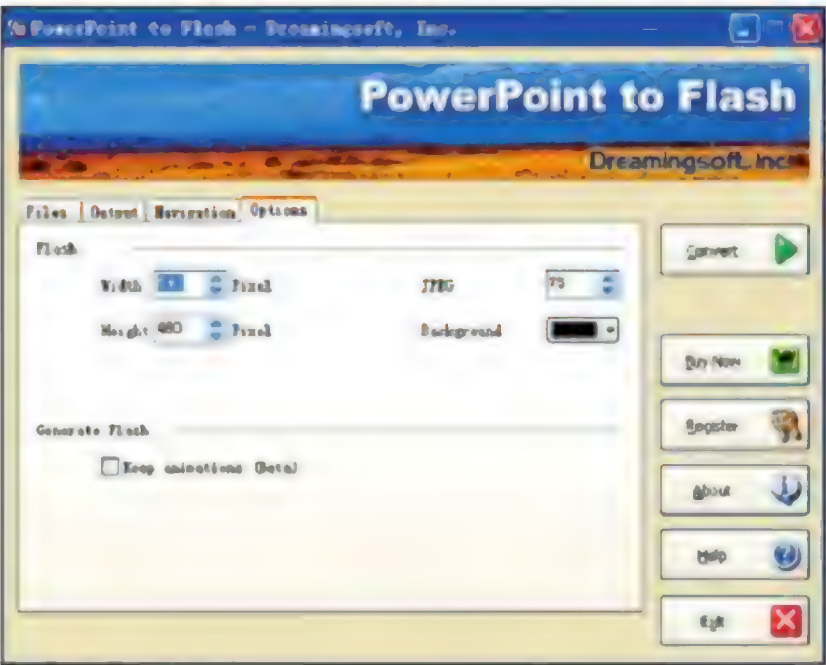 PowerPoint to Flash - Dreamingsoft, Inc.
PowerPoint to Flash
Dreamingsoft, Inc.
Files Output Navigation Options
Flash
Width Pixel JPEG 75
Height 480 Pixel Background
Generate Flash
Keep animations (Beta)
Convert
Buy Now
Register
About
Help
Exit